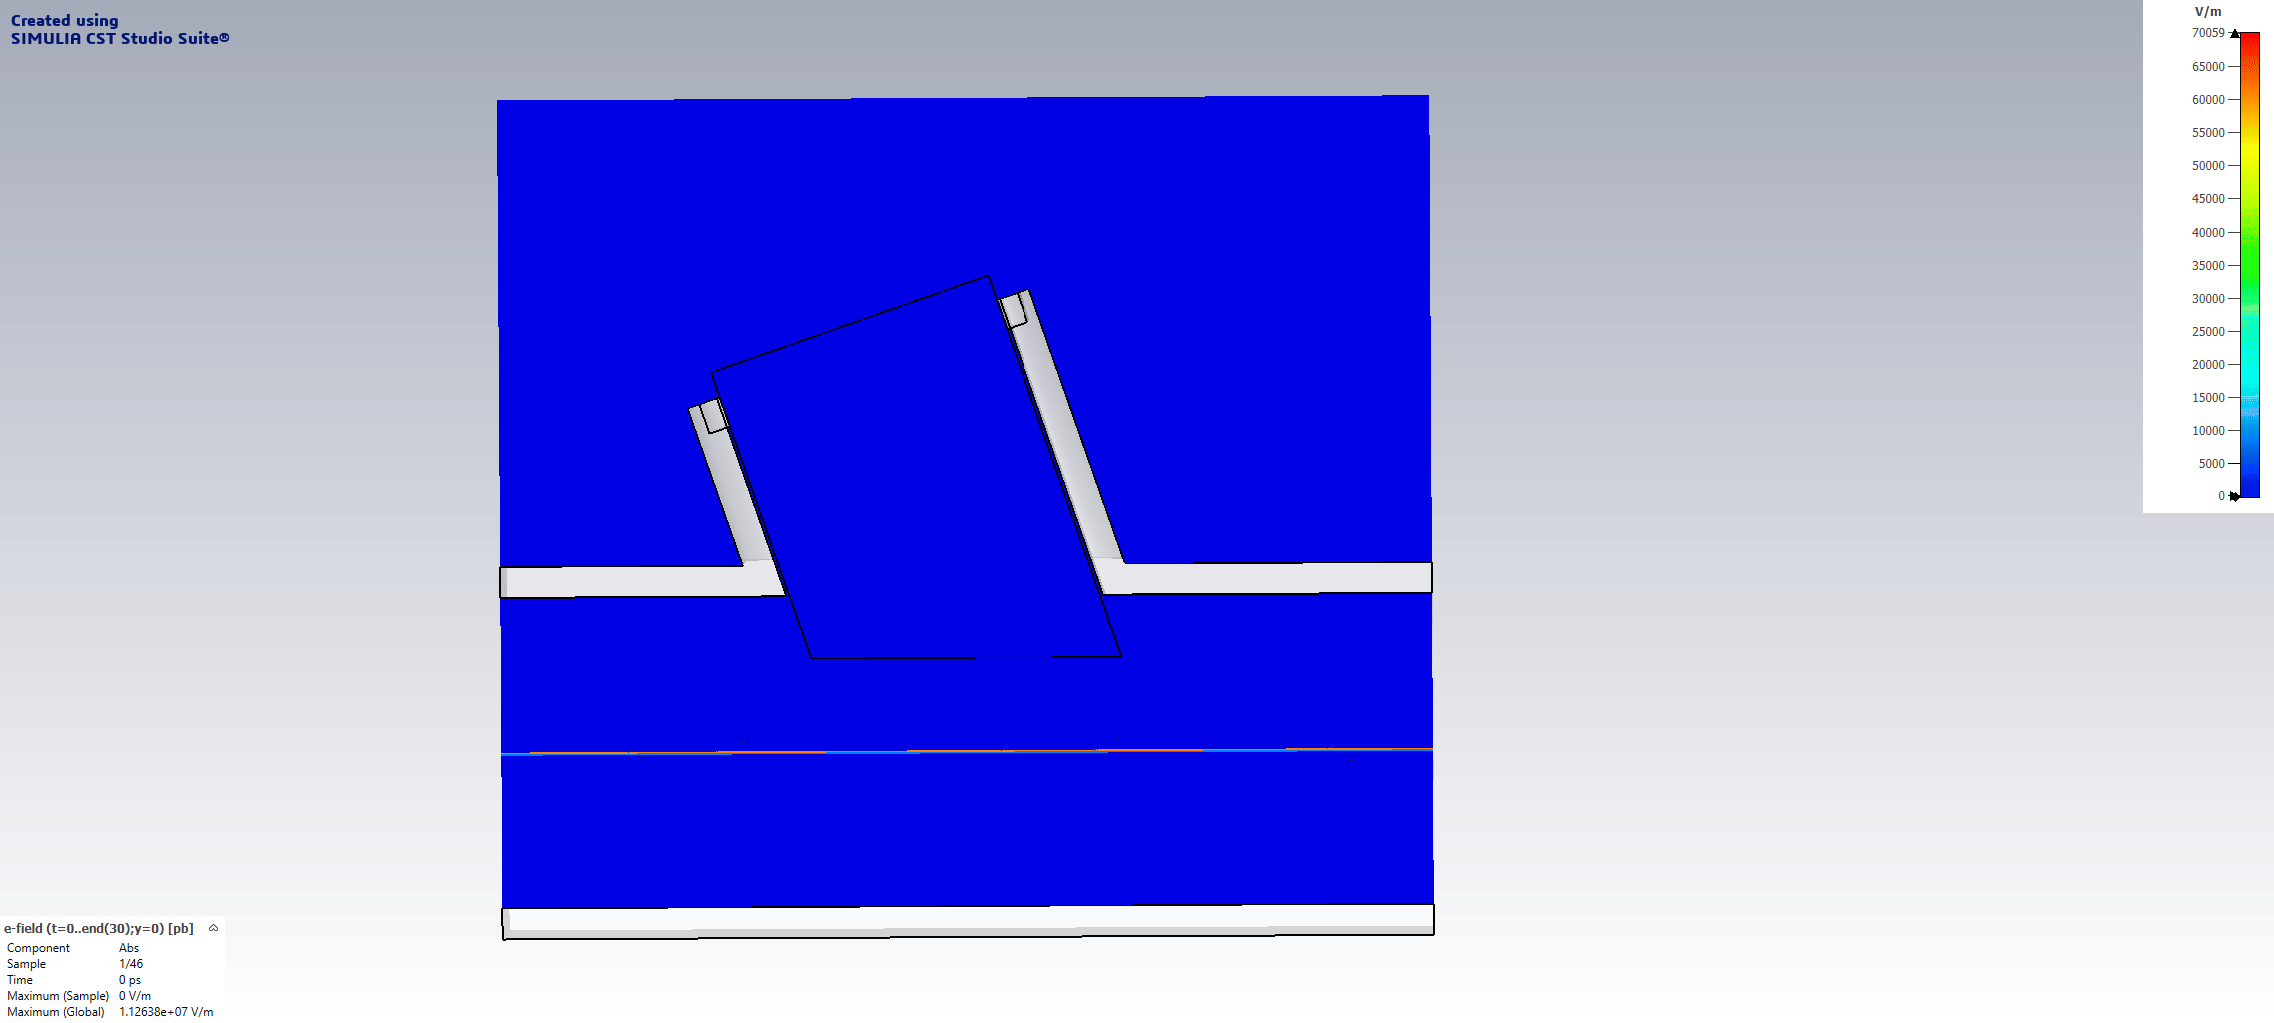 Created using
SIMULIA CST Studio Suite®
V/m
70059
65000
60000
55000
50000
45000
40000
35000
30000
25000
20000
15000
10000
5000
0
e-field (t=0..end(30);y=0) [pb]
Component Abs
Sample 1/46
Time 0 ps
Maximum (Sample) 0 V/m
Maximum (Global) 1.12638e+07 V/m